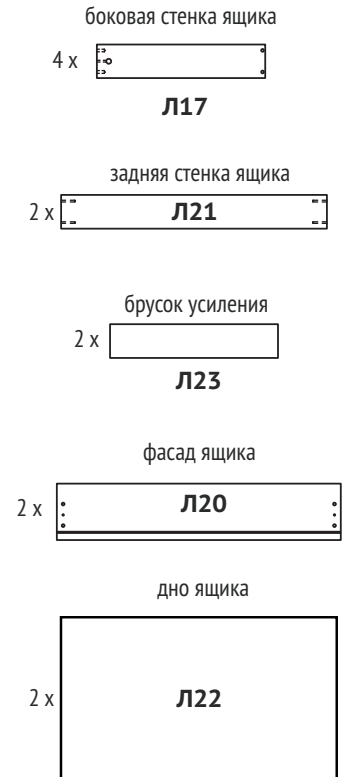 боковая стенка ящика
4 x
Л17
задняя стенка ящика
2 x Л21
брусок усиления
2 x
Л23
фасад ящика
2 x Л20
дно ящика
2 x Л22